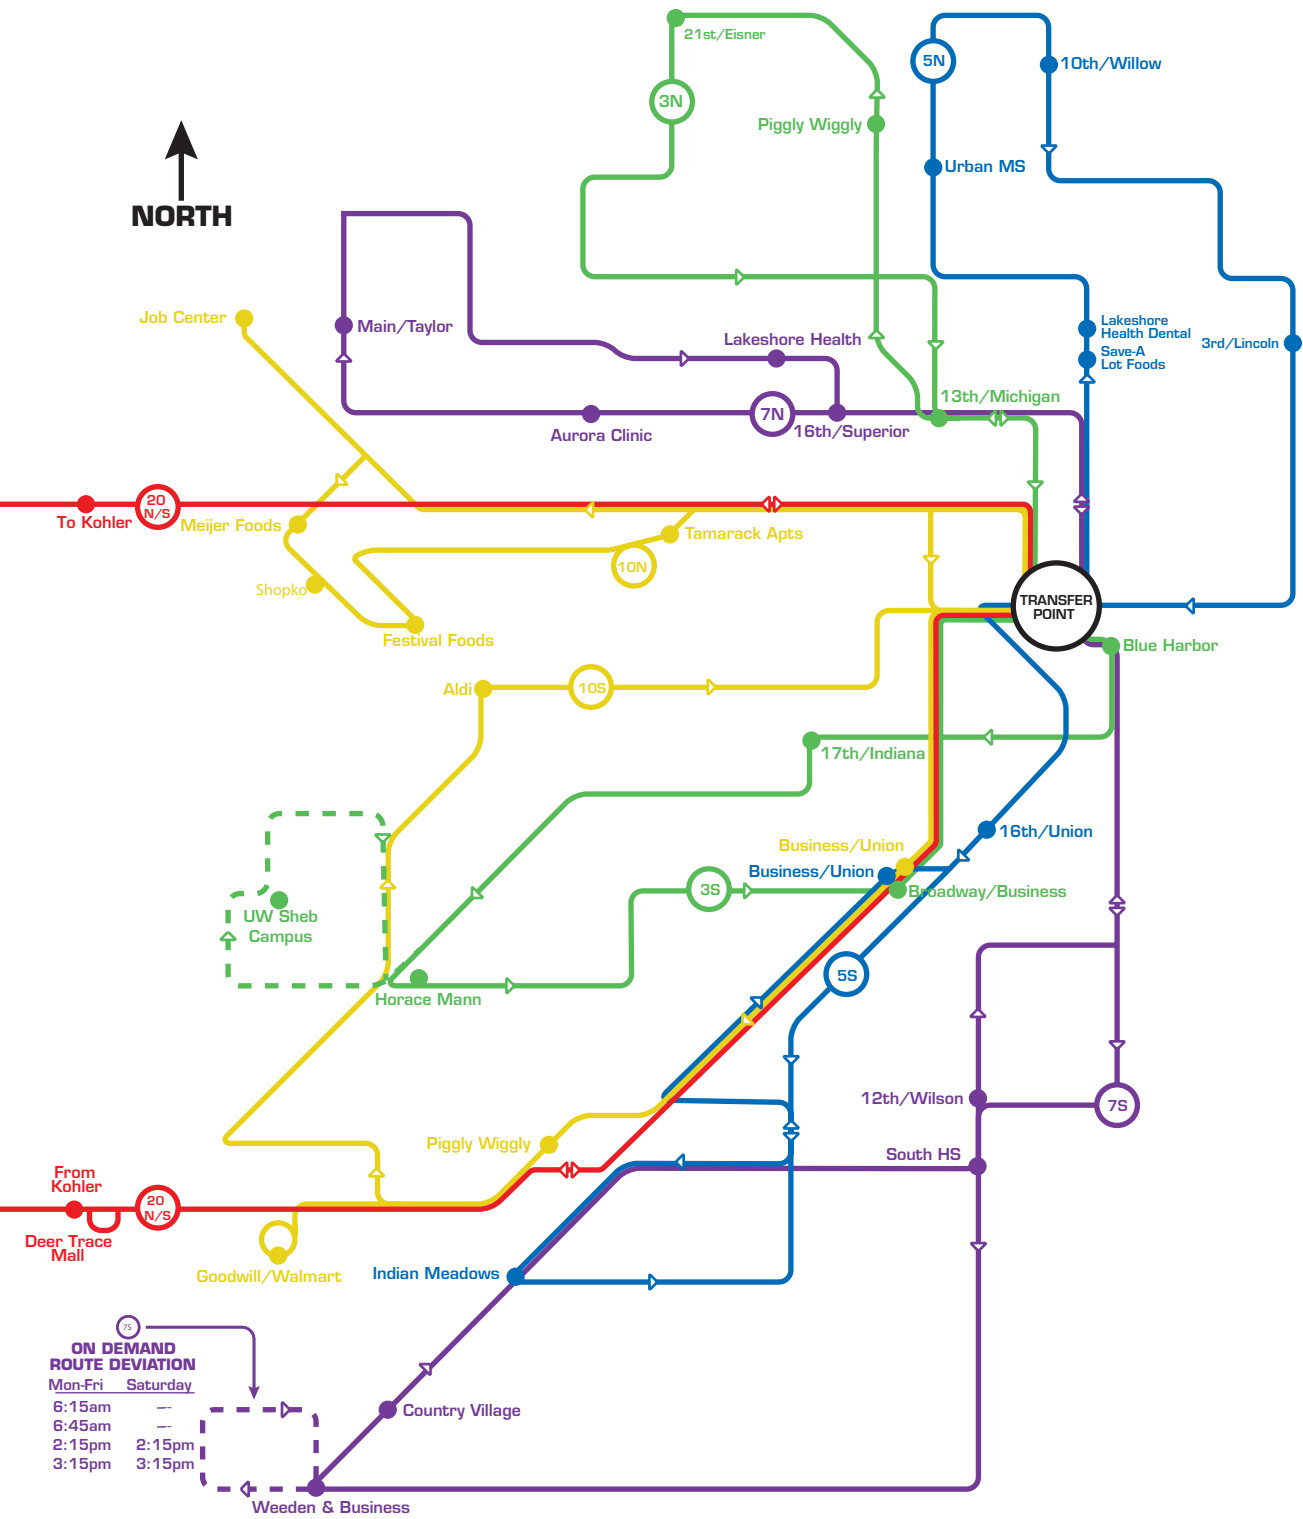 21st/Eisner
5N
10th/Willow
3N
Piggly Wiggly
Urban MS
NORTH
Job Center
Main/Taylor
Lakeshore Health
Lakeshore
Health Dental
Save-A
Lot Foods
3rd/Lincoln
13th/Michigan
7N
16th/Superior
Aurora Clinic
20
N/S
To Kohler
Meijer Foods
Tamarack Apts
10N
Shopko
Festival Foods
TRANSFER
POINT
Blue Harbor
Aldi
10S
17th/Indiana
16th/Union
Business/Union
Business/Union
3S
Broadway/Business
UW Sheb
Campus
Horace Mann
5S
12th/Wilson
7S
Piggly Wiggly
South HS
From
Kohler
20
N/S
Deer Trace
Mall
Goodwill/Walmart
Indian Meadows
7S
ON DEMAND
ROUTE DEVIATION
Mon-Fri Saturday
6:15am —-
6:45am —-
2:15pm 2:15pm
3:15pm 3:15pm
Country Village
Weeden & Business